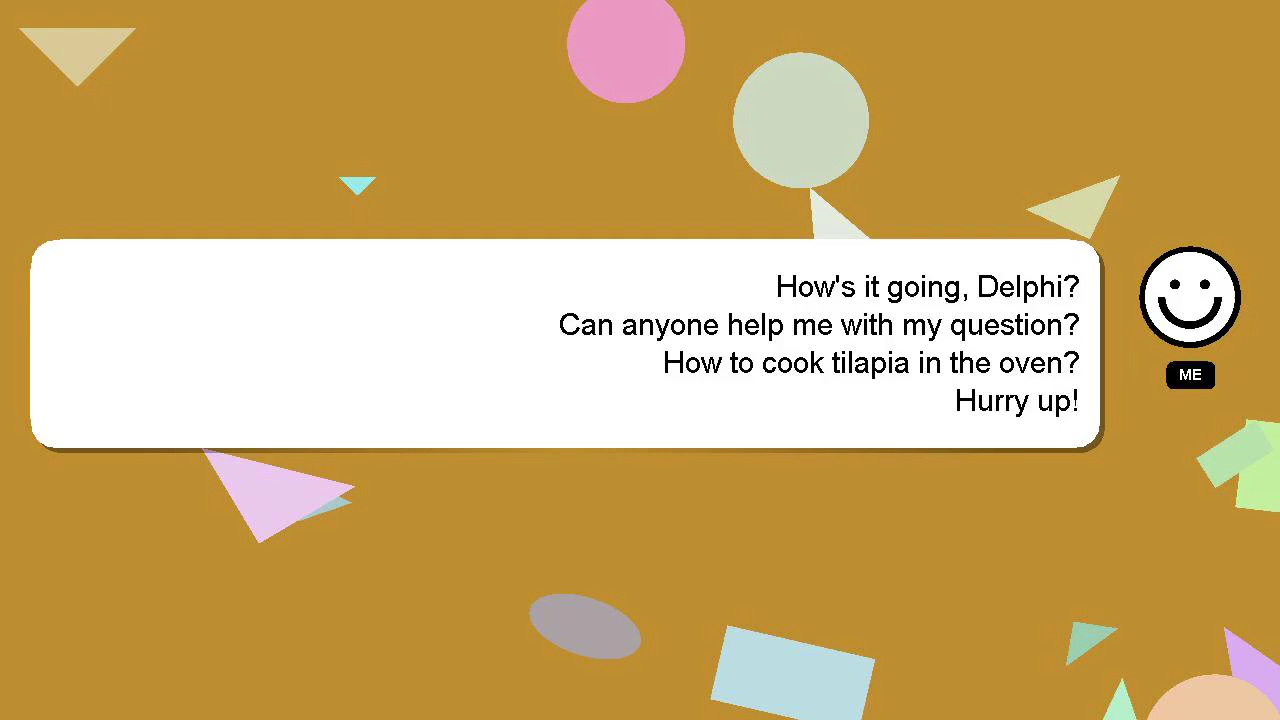 How's it going, Delphi?
Can anyone help me with my question?
How to cook tilapia in the oven?
Hurry up!
ME